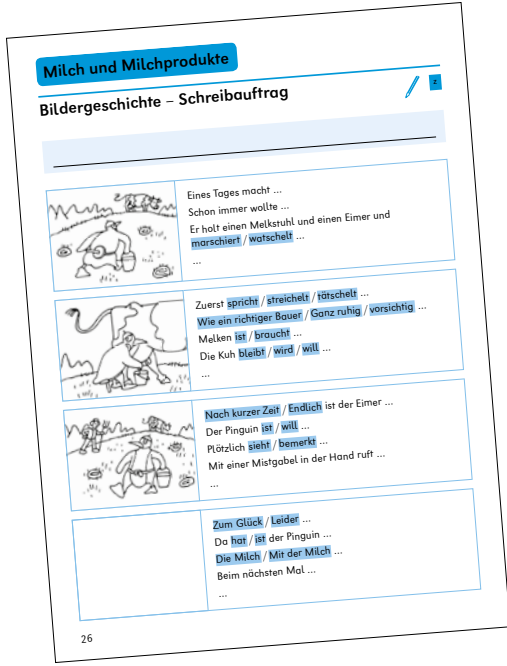 Milch und Milchprodukte
Bildergeschichte – Schreibauftrag
2
Eines Tages macht ...
Schon immer wollte ...
Er holt einen Melkstuhl und einen Eimer und
marschiert / watschelt ...
...
Zuerst spricht / streichelt / tätschelt ...
Wie ein richtiger Bauer / Ganz ruhig / vorsichtig ...
Melken ist / braucht ...
Die Kuh bleibt / wird / will ...
...
Nach kurzer Zeit / Endlich ist der Eimer ...
Der Pinguin ist / will ...
Plötzlich sieht / bemerkt ...
Mit einer Mistgabel in der Hand ruft ...
...
Zum Glück / Leider ...
Da hat / ist der Pinguin ...
Die Milch / Mit der Milch ...
Beim nächsten Mal ...
...
26